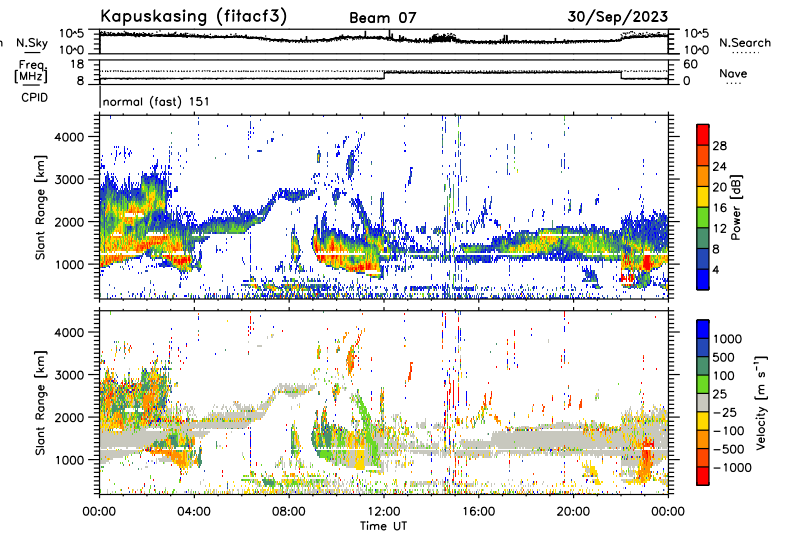 Kapuskasing (fitacf3) Beam 07 30/Sep/2023
n N.Sky 10^5 10^5 N.Search
10^0 10^0
Freq. 18 60 Nave
[MHz] 8 0
CPID normal (fast) 151
Slant Range [km]
4000
3000
2000
1000
28
24
20
16
12
8
4
Power [dB]
Slant Range [km]
4000
3000
2000
1000
1000
500
100
25
-25
-100
-500
-1000
Velocity [m s⁻¹]
00:00 04:00 08:00 12:00 16:00 20:00 00:00
Time UT